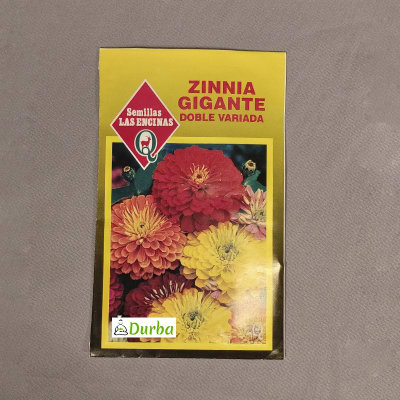 ZINNIA
GIGANTE
DOBLE VARIADA
Semillas
LAS ENCINAS
Durba